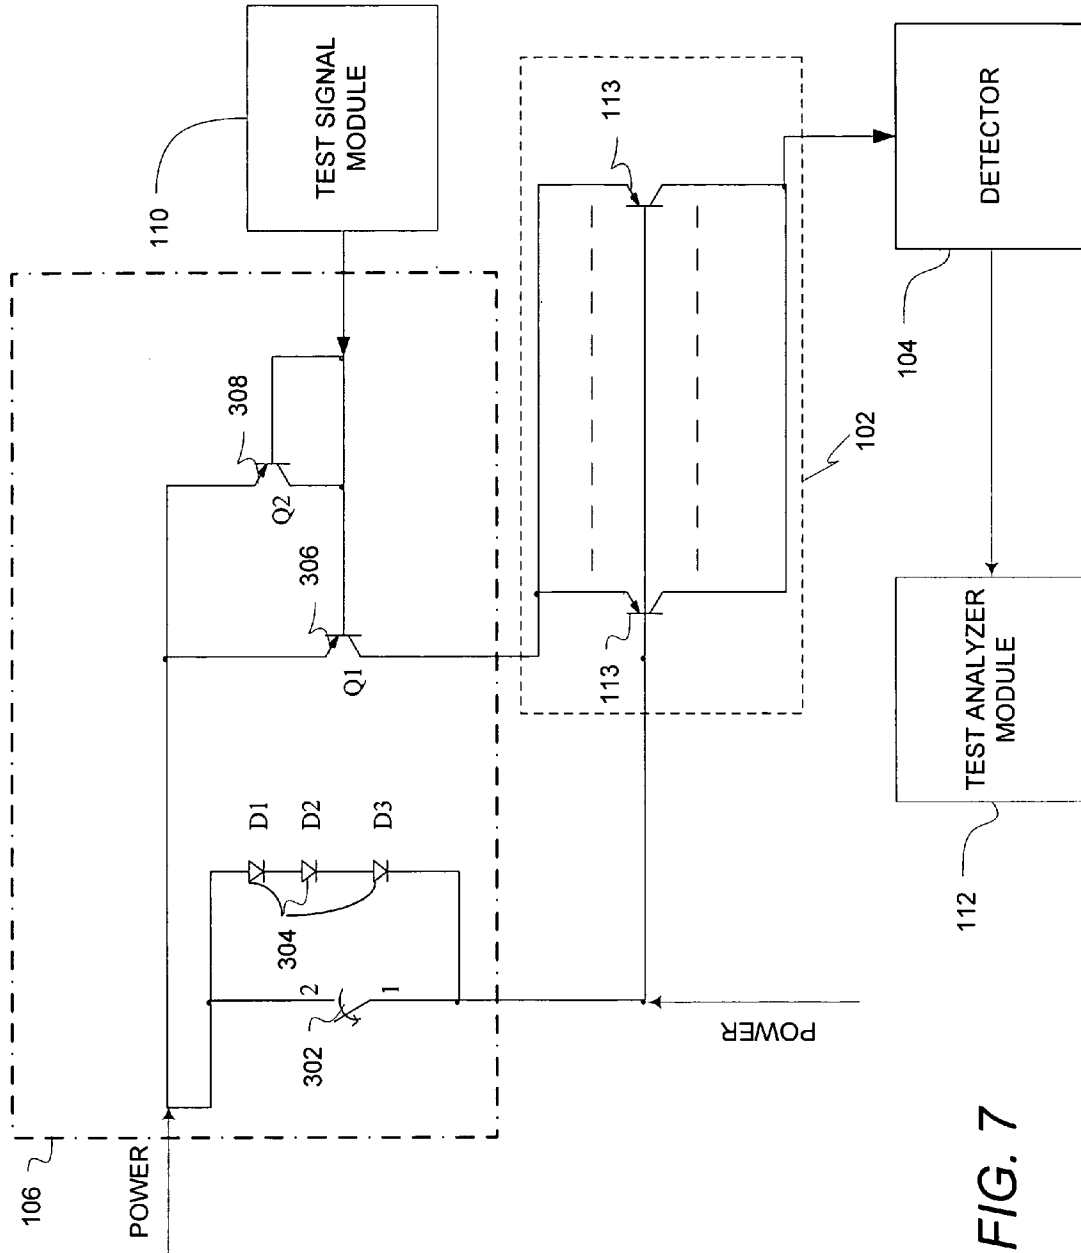 106
POWER
302
2
1
304
D1
D2
D3
306
Q1
308
Q2
110
TEST SIGNAL
MODULE
POWER
113
113
102
112
TEST ANALYZER
MODULE
104
DETECTOR
FIG. 7